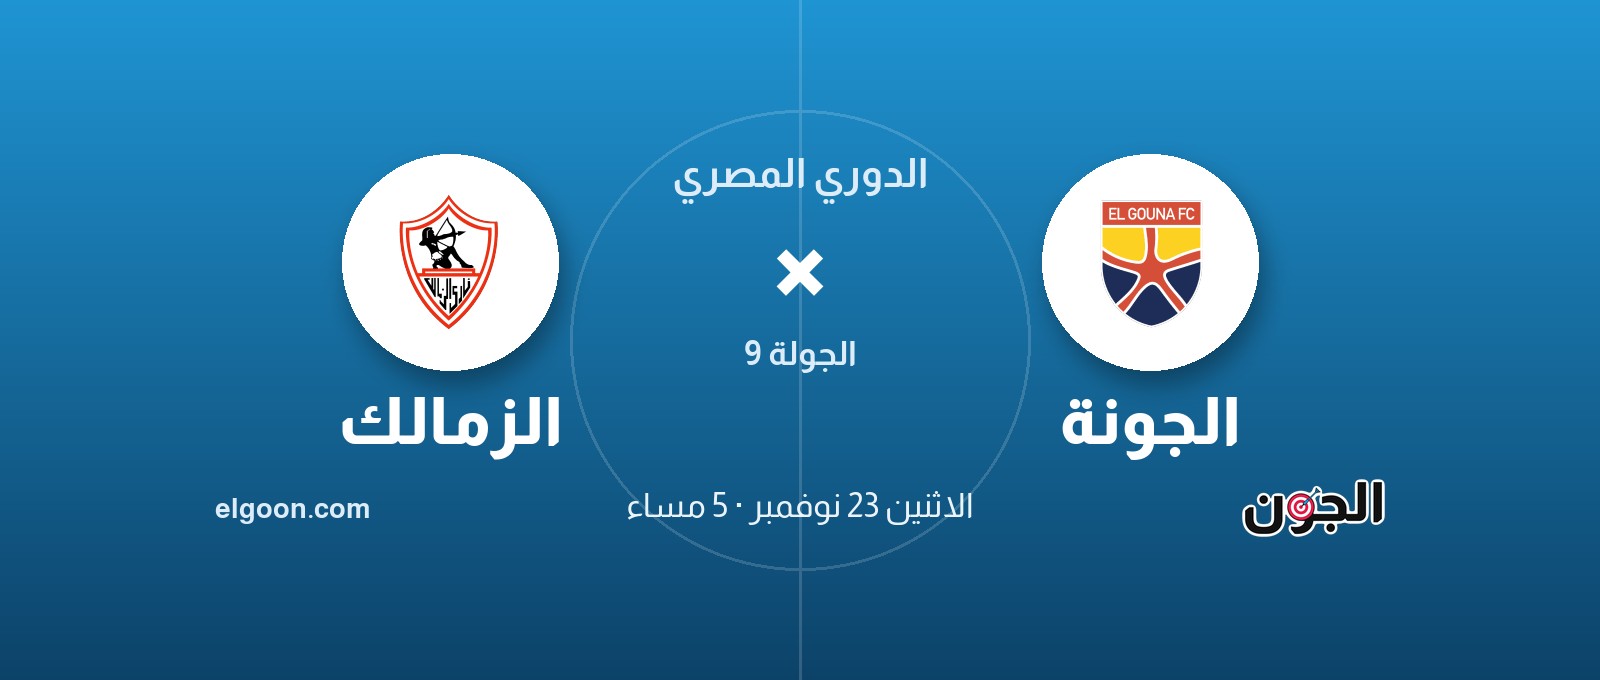 الدوري المصري
EL GOUNA FC
الجولة 9
الجونة
الزمالك
الاثنين 23 نوفمبر · 5 مساء
الجون
elgoon.com